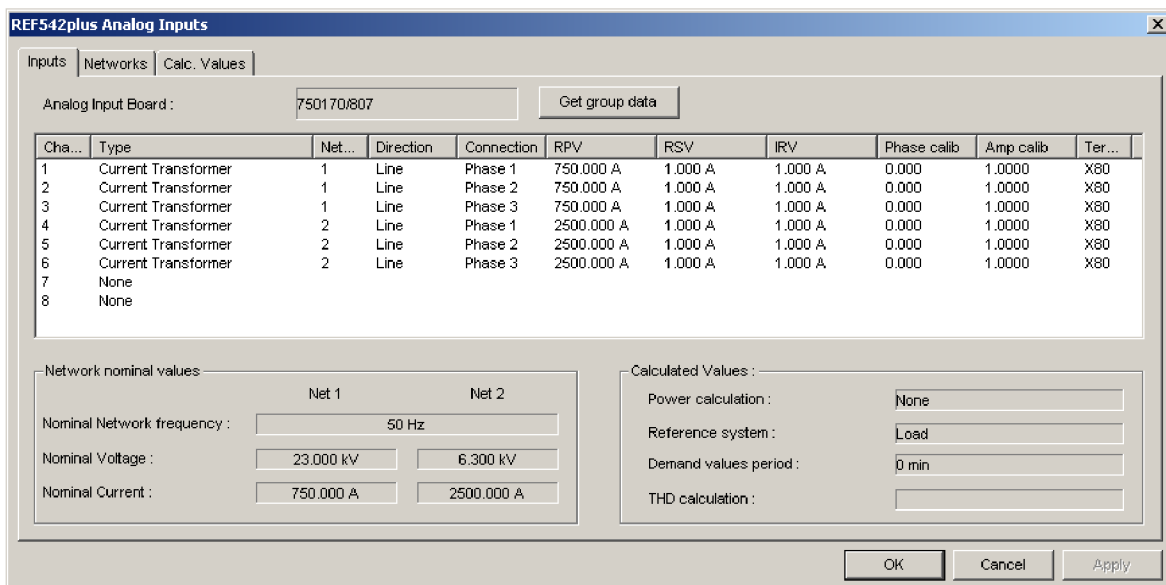 REF542plus Analog Inputs
Inputs Networks Calc. Values
Analog Input Board : 750170/807 Get group data
Cha... Type Net... Direction Connection RPV RSV IRV Phase calib Amp calib Ter...
1 Current Transformer 1 Line Phase 1 750.000 A 1.000 A 1.000 A 0.000 1.0000 X80
2 Current Transformer 1 Line Phase 2 750.000 A 1.000 A 1.000 A 0.000 1.0000 X80
3 Current Transformer 1 Line Phase 3 750.000 A 1.000 A 1.000 A 0.000 1.0000 X80
4 Current Transformer 2 Line Phase 1 2500.000 A 1.000 A 1.000 A 0.000 1.0000 X80
5 Current Transformer 2 Line Phase 2 2500.000 A 1.000 A 1.000 A 0.000 1.0000 X80
6 Current Transformer 2 Line Phase 3 2500.000 A 1.000 A 1.000 A 0.000 1.0000 X80
7 None
8 None
Network nominal values
Net 1 Net 2
Nominal Network frequency : 50 Hz
Nominal Voltage : 23.000 kV 6.300 kV
Nominal Current : 750.000 A 2500.000 A
Calculated Values :
Power calculation : None
Reference system : Load
Demand values period : 0 min
THD calculation :
OK Cancel Apply